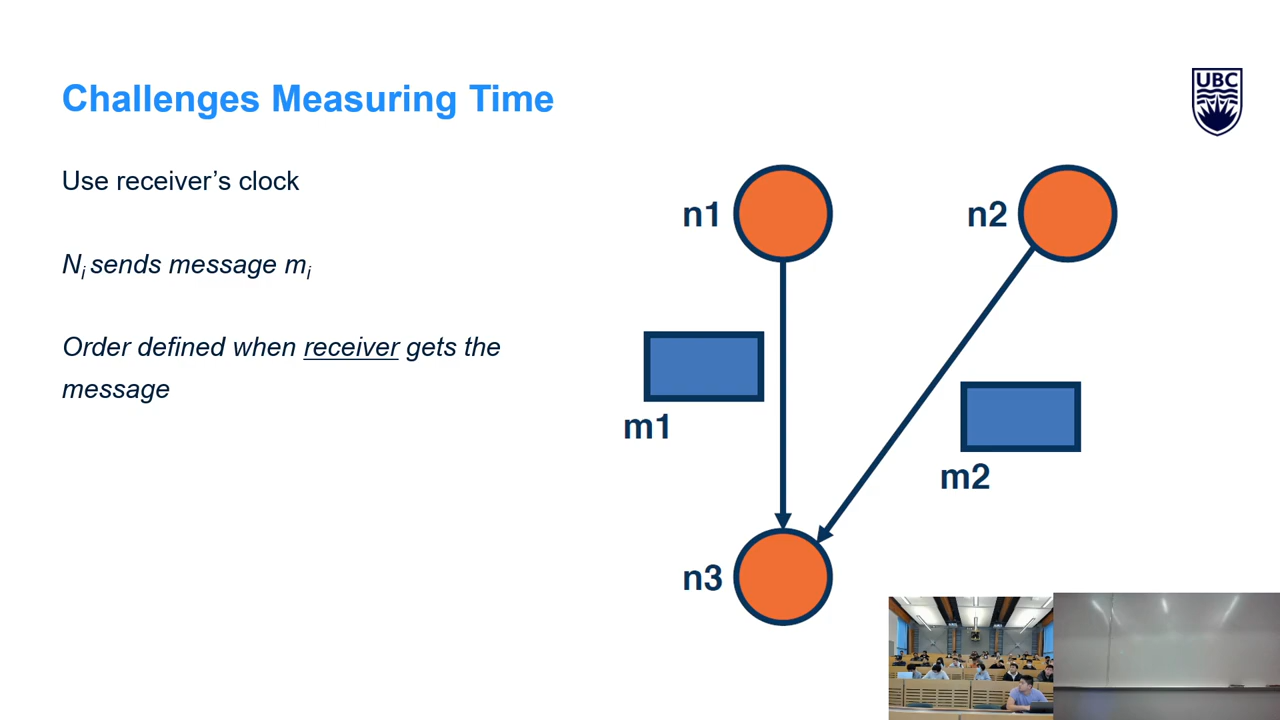 Challenges Measuring Time
UBC
Use receiver’s clock
Ni sends message mi
Order defined when receiver gets the
message
n1
n2
m1
m2
n3